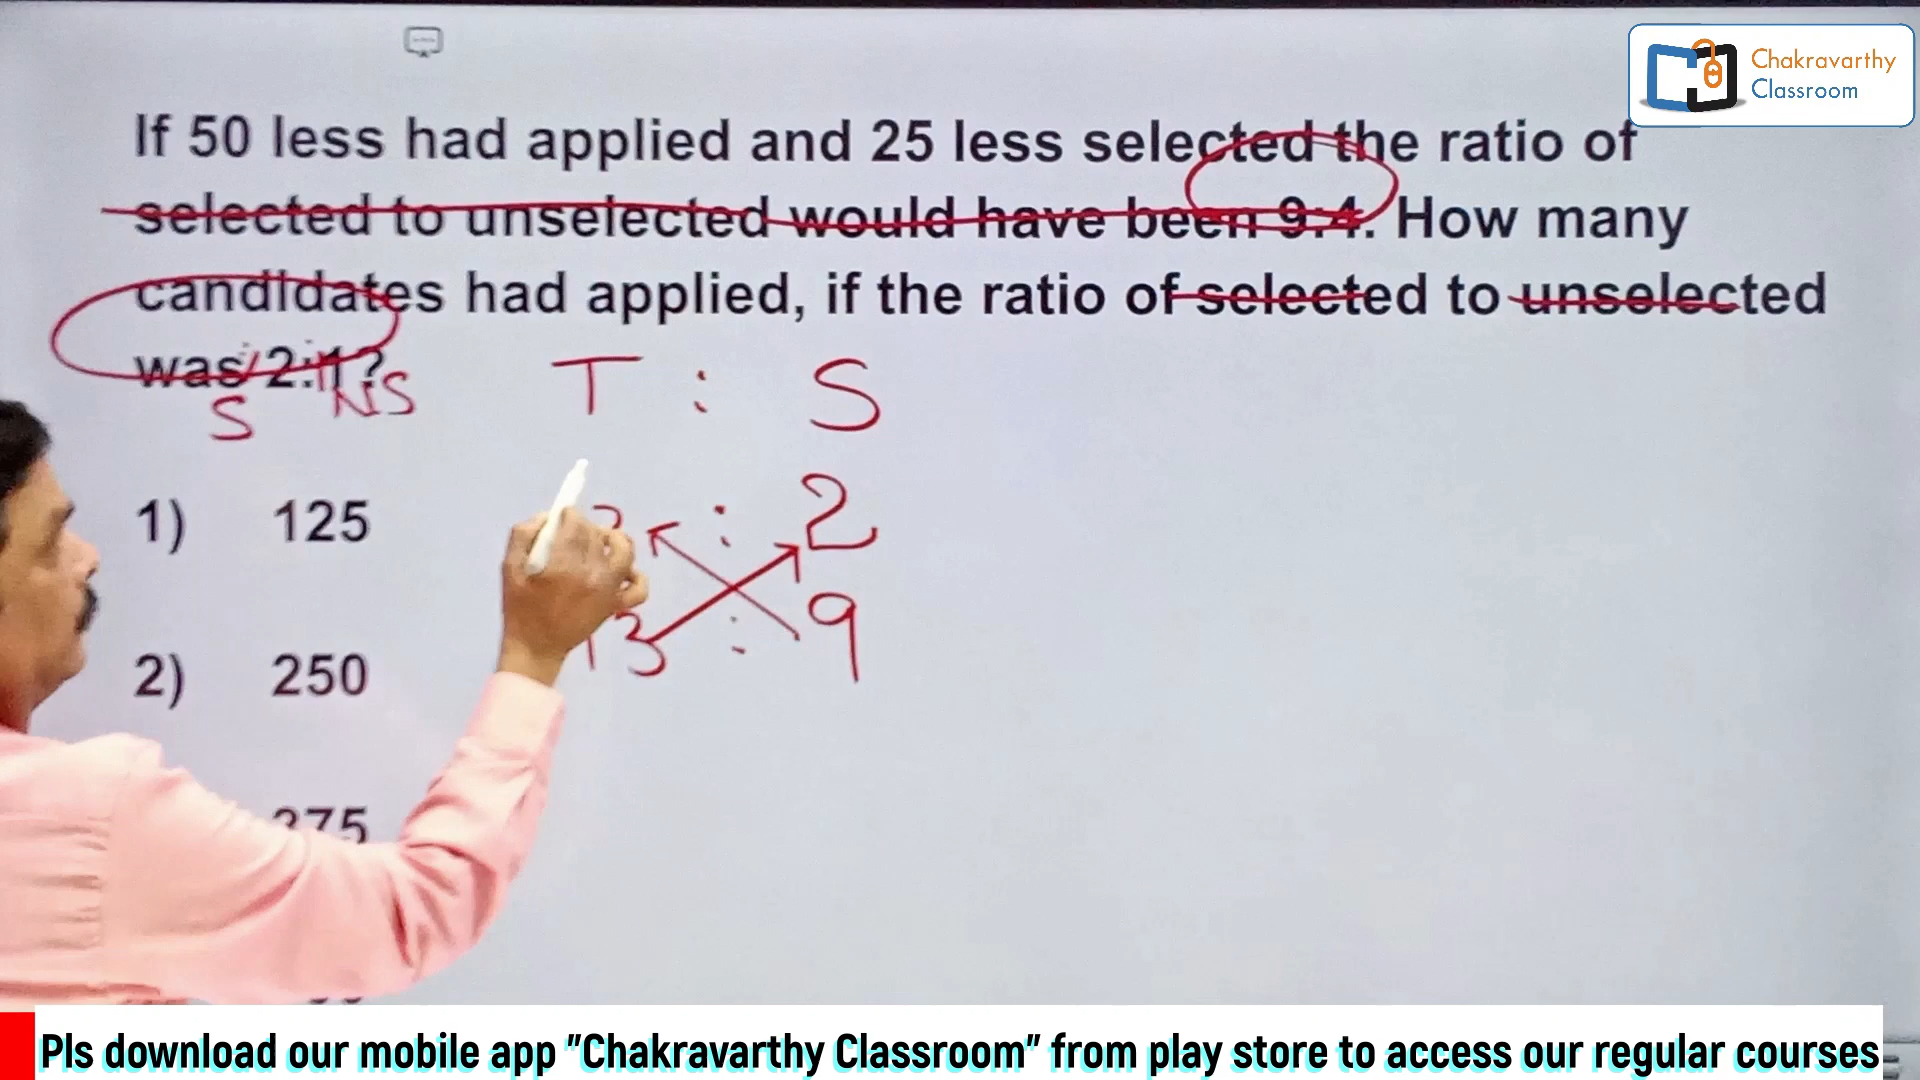 Chakravarthy
Classroom
If 50 less had applied and 25 less selected the ratio of
selected to unselected would have been 9:4. How many
candidates had applied, if the ratio of selected to unselected
was 2:1?
S NS
T : S
1) 125
: 2
13 : 9
2) 250
375
Pls download our mobile app "Chakravarthy Classroom" from play store to access our regular courses